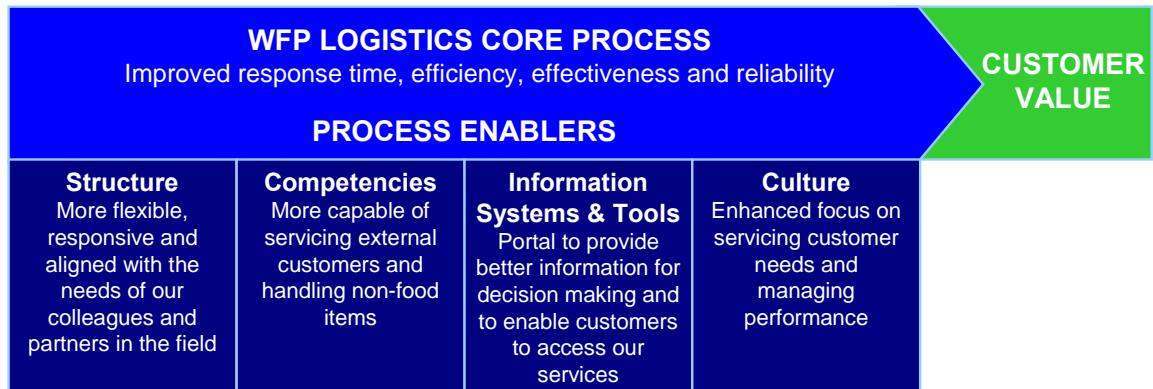 WFP LOGISTICS CORE PROCESS
Improved response time, efficiency, effectiveness and reliability
PROCESS ENABLERS
CUSTOMER
VALUE
Structure
More flexible,
responsive and
aligned with the
needs of our
colleagues and
partners in the field
Competencies
More capable of
servicing external
customers and
handling non-food
items
Information
Systems & Tools
Portal to provide
better information for
decision making and
to enable customers
to access our
services
Culture
Enhanced focus on
servicing customer
needs and
managing
performance